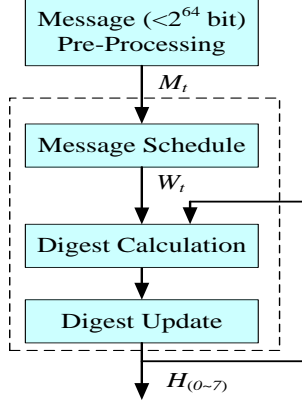 Message (<2^64 bit)
Pre-Processing
M_t
Message Schedule
W_t
Digest Calculation
Digest Update
H_(0~7)